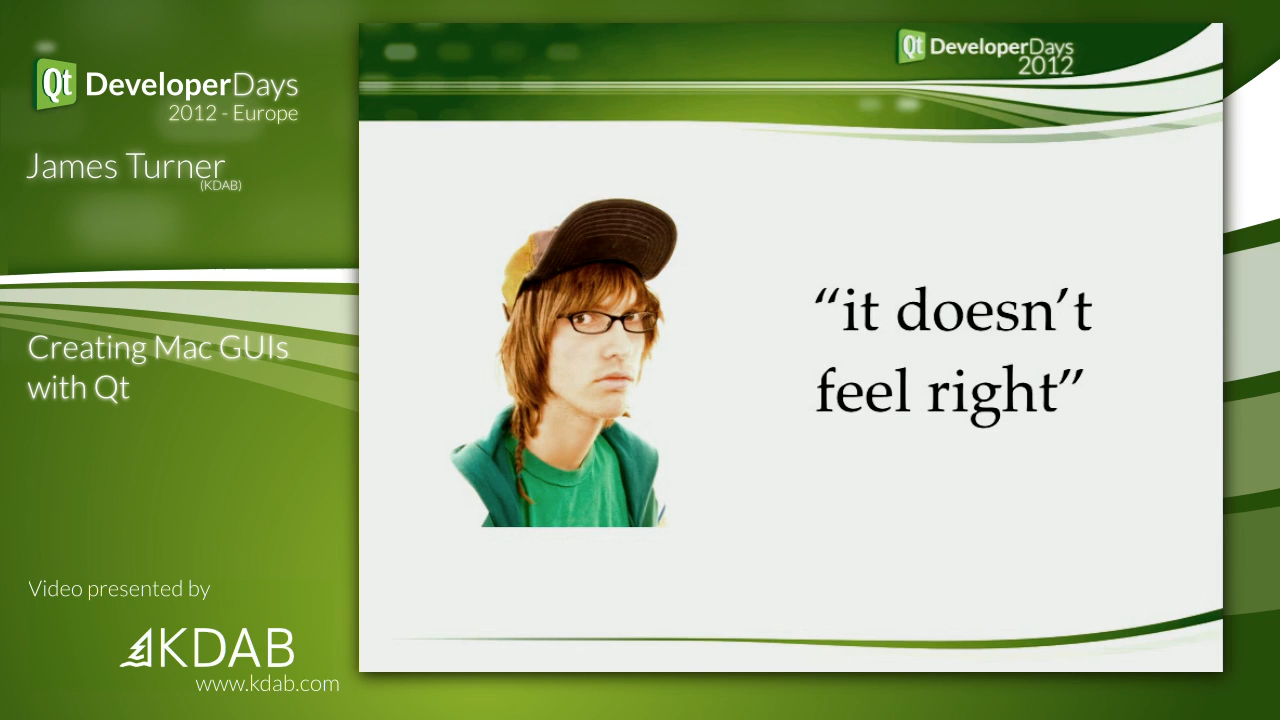 Qt DeveloperDays
2012 - Europe
James Turner
(KDAB)
Creating Mac GUIs
with Qt
Video presented by
KDAB
www.kdab.com
Qt DeveloperDays
2012
“it doesn’t
feel right”